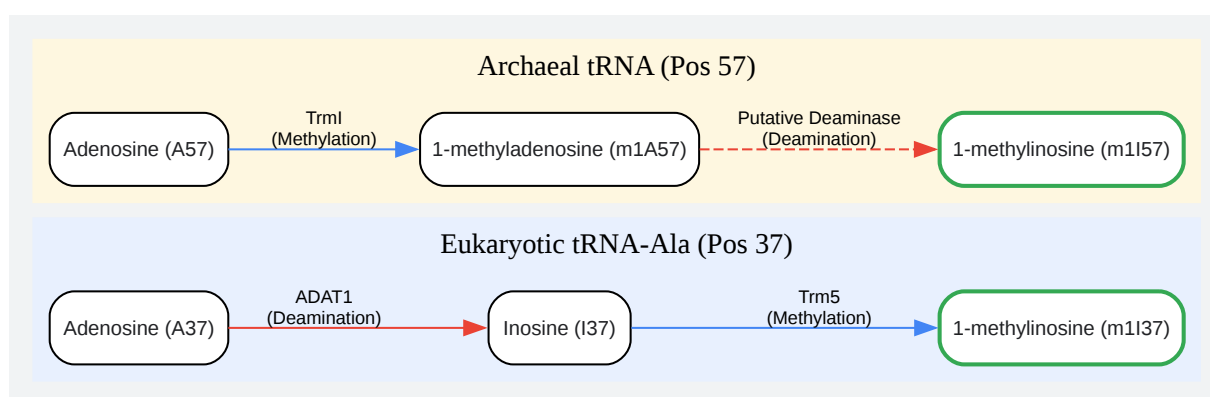 Archaeal tRNA (Pos 57)
Adenosine (A57)
TrmI
(Methylation)
1-methyladenosine (m1A57)
Putative Deaminase
(Deamination)
1-methylinosine (m1I57)
Eukaryotic tRNA-Ala (Pos 37)
Adenosine (A37)
ADAT1
(Deamination)
Inosine (I37)
Trm5
(Methylation)
1-methylinosine (m1I37)